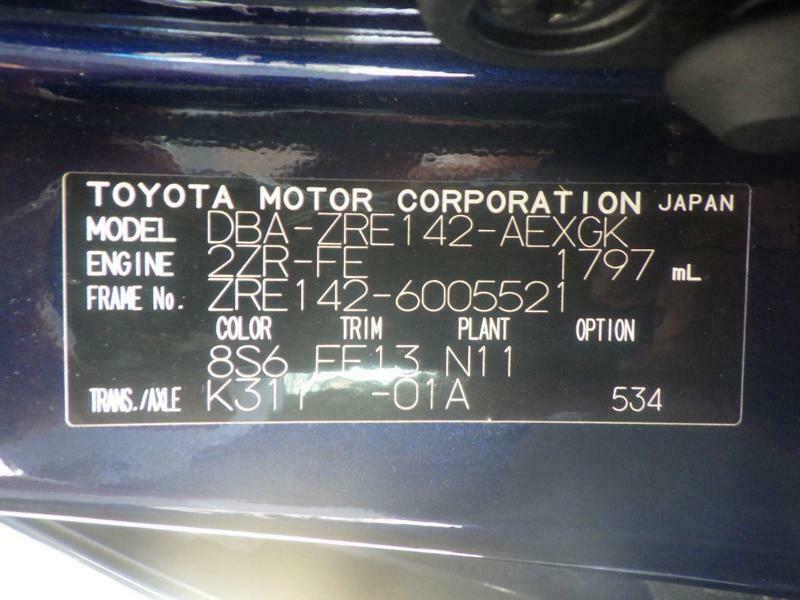 TOYOTA MOTOR CORPORATION JAPAN
MODEL DBA-ZRE142-AEXGK
ENGINE 2ZR-FE 1797 mL
FRAME No. ZRE142-6005521
COLOR TRIM PLANT OPTION
8S6 FE13 N11
TRANS./AXLE K311 -01A 534